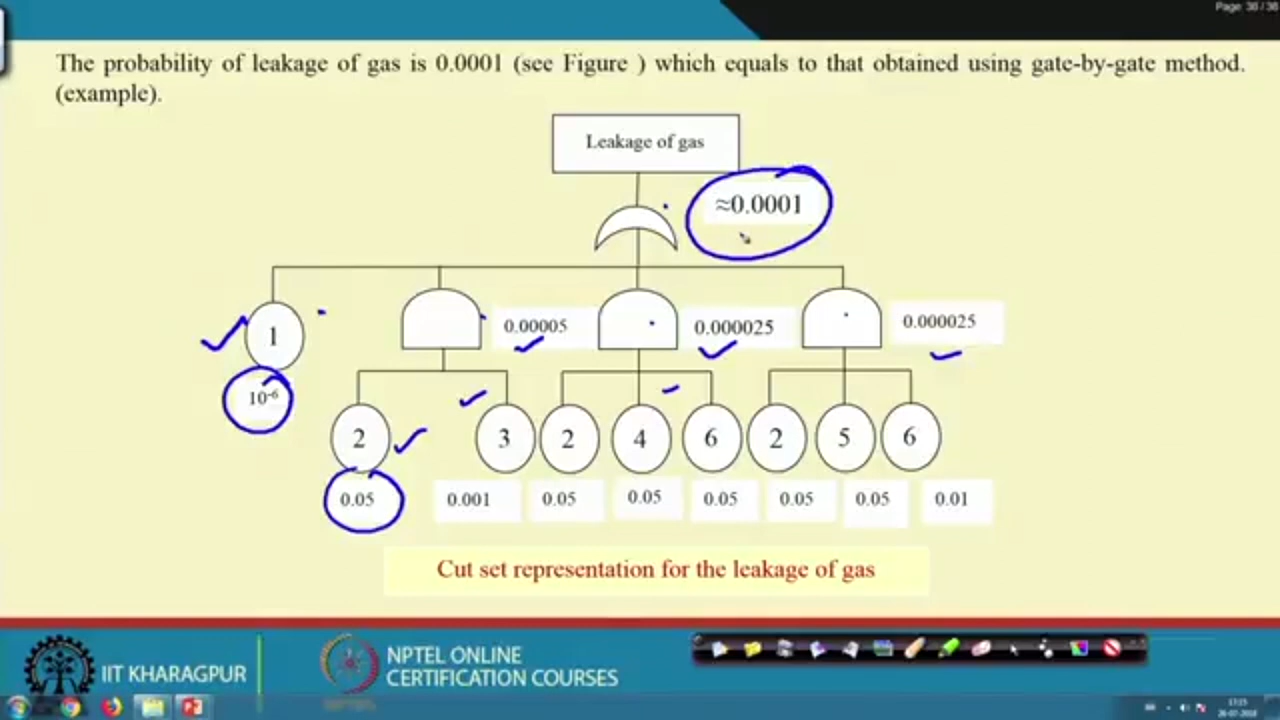 Page: 36 / 36
The probability of leakage of gas is 0.0001 (see Figure ) which equals to that obtained using gate-by-gate method.
(example).
Leakage of gas
≈0.0001
1
0.00005
0.000025
0.000025
10⁻⁶
2
3
2
4
6
2
5
6
0.05
0.001
0.05
0.05
0.05
0.05
0.05
0.01
Cut set representation for the leakage of gas
IIT KHARAGPUR
NPTEL ONLINE
CERTIFICATION COURSES